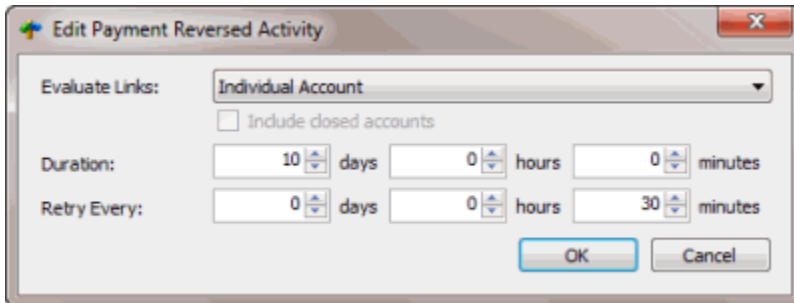 Edit Payment Reversed Activity
Evaluate Links: Individual Account
Include closed accounts
Duration: 10 days 0 hours 0 minutes
Retry Every: 0 days 0 hours 30 minutes
OK Cancel